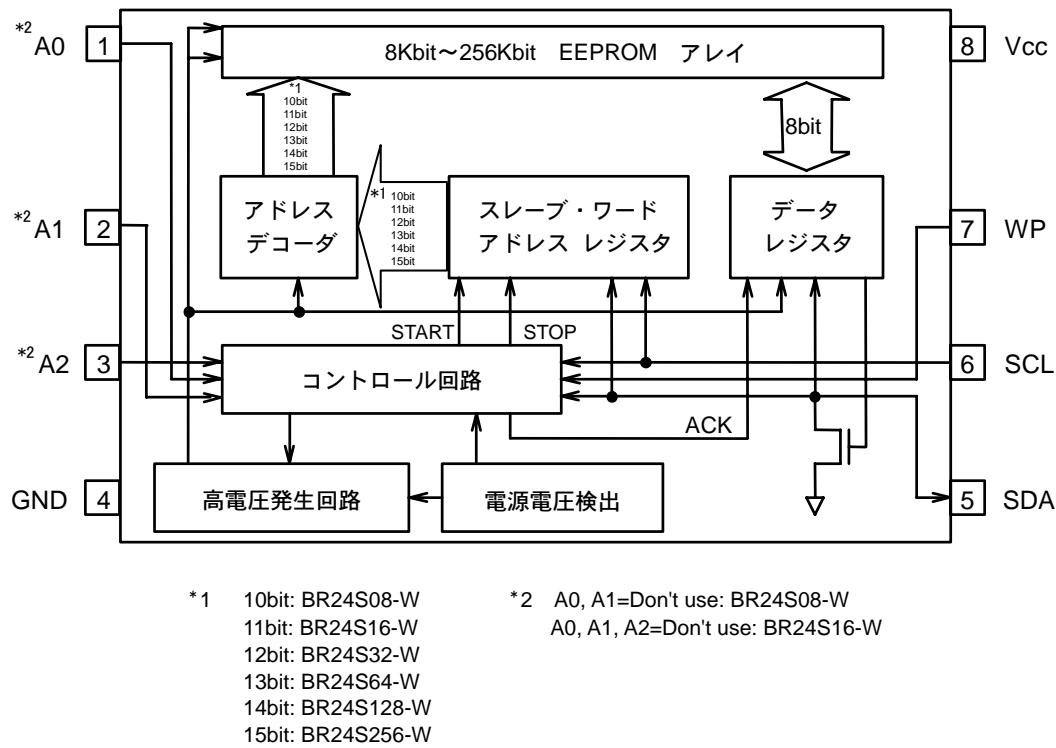 *2 A0 1
8Kbit～256Kbit EEPROM アレイ
8 Vcc
*1
10bit
11bit
12bit
13bit
14bit
15bit
8bit
*2 A1 2
アドレス
デコーダ
*1 10bit
11bit
12bit
13bit
14bit
15bit
スレーブ・ワード
アドレス レジスタ
データ
レジスタ
7 WP
START
STOP
*2 A2 3
コントロール回路
6 SCL
ACK
GND 4
高電圧発生回路
電源電圧検出
5 SDA
*1 10bit: BR24S08-W
11bit: BR24S16-W
12bit: BR24S32-W
13bit: BR24S64-W
14bit: BR24S128-W
15bit: BR24S256-W
*2 A0, A1=Don't use: BR24S08-W
A0, A1, A2=Don't use: BR24S16-W